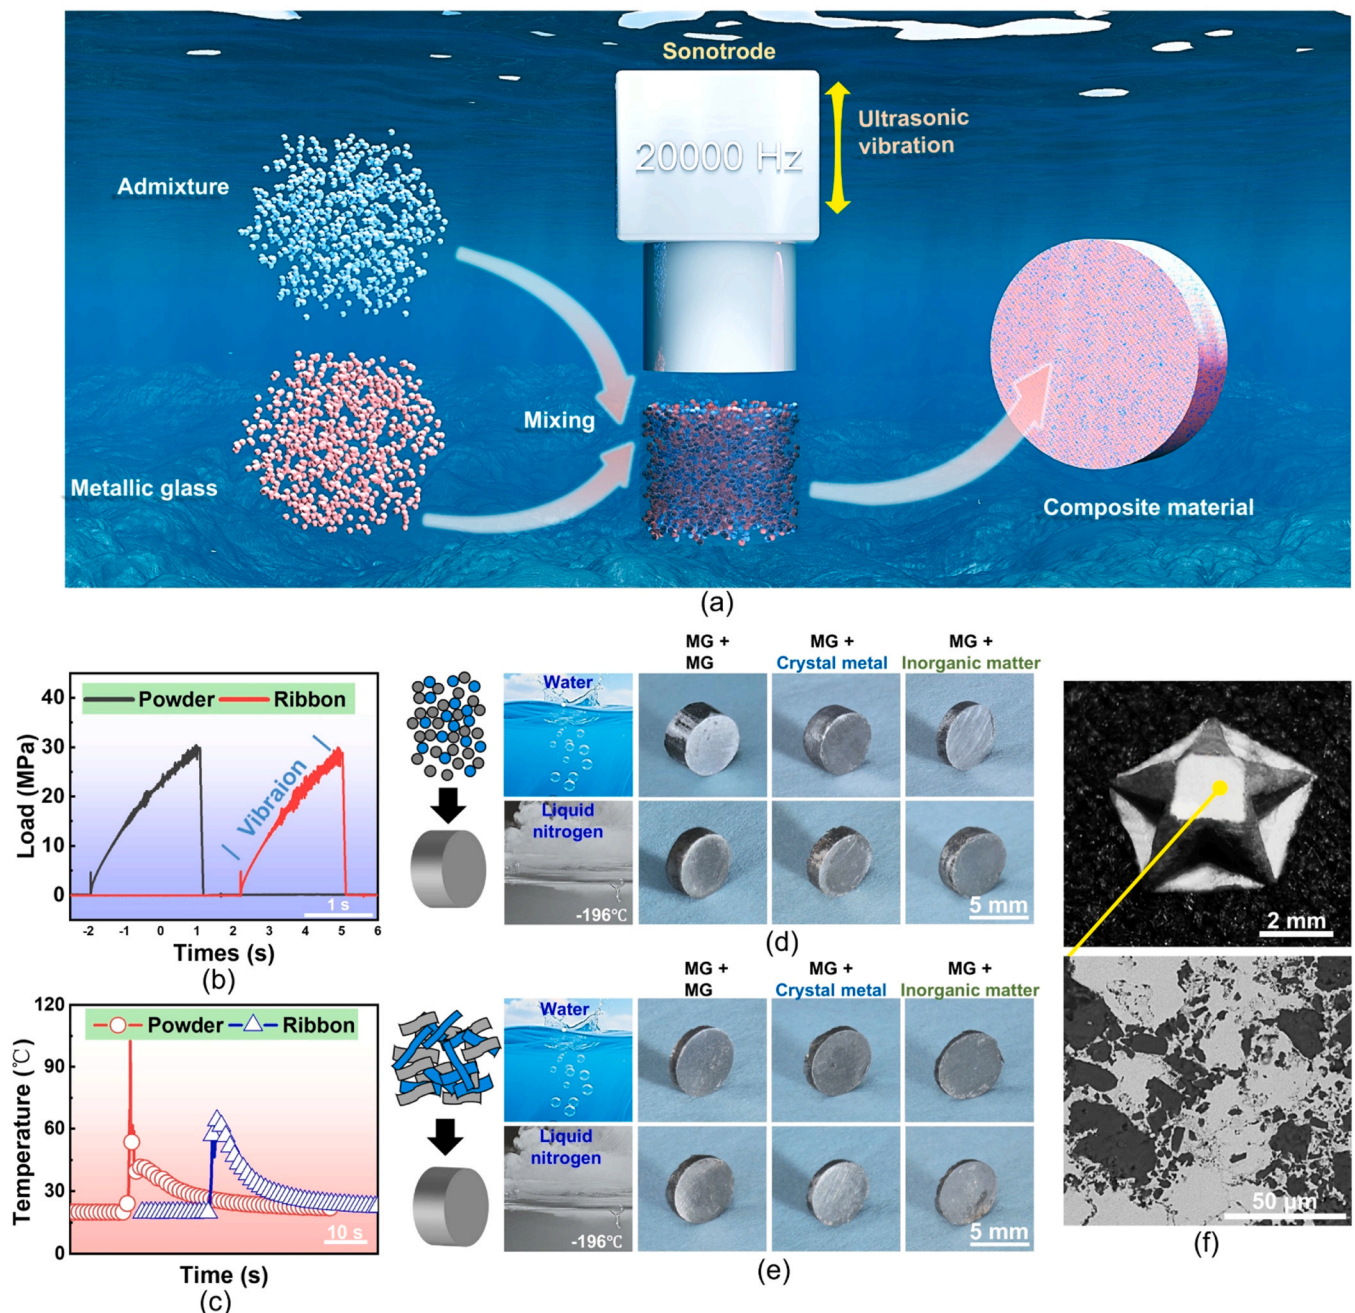 Sonotrode
20000 Hz
Ultrasonic
vibration
Admixture
Mixing
Metallic glass
Composite material
(a)
Powder
Ribbon
Load (MPa)
40
30
20
10
0
Vibraion
1 s
-2 -1 0 1 2 3 4 5 6
Times (s)
(b)
MG +
MG
MG +
Crystal metal
MG +
Inorganic matter
Water
Liquid
nitrogen
-196℃
5 mm
(d)
2 mm
120
90
60
30
0
Temperature (℃)
Powder
Ribbon
10 s
Time (s)
(c)
MG +
MG
MG +
Crystal metal
MG +
Inorganic matter
Water
Liquid
nitrogen
-196℃
5 mm
(e)
50 μm
(f)